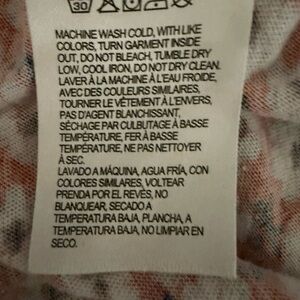 30
MACHINE WASH COLD, WITH LIKE
COLORS, TURN GARMENT INSIDE
OUT, DO NOT BLEACH, TUMBLE DRY
LOW, COOL IRON, DO NOT DRY CLEAN.
LAVER À LA MACHINE À L'EAU FROIDE,
AVEC DES COULEURS SIMILAIRES,
TOURNER LE VÊTEMENT À L'ENVERS,
PAS D'AGENT BLANCHISSANT,
SÉCHAGE PAR CULBUTAGE À BASSE
TEMPÉRATURE, FER À BASSE
TEMPÉRATURE, NE PAS NETTOYER
À SEC.
LAVADO A MÁQUINA, AGUA FRÍA, CON
COLORES SIMILARES, VOLTEAR
PRENDA POR EL REVÉS, NO
BLANQUEAR, SECADO A
TEMPERATURA BAJA, PLANCHA, A
TEMPERATURA BAJA, NO LIMPIAR EN
SECO.